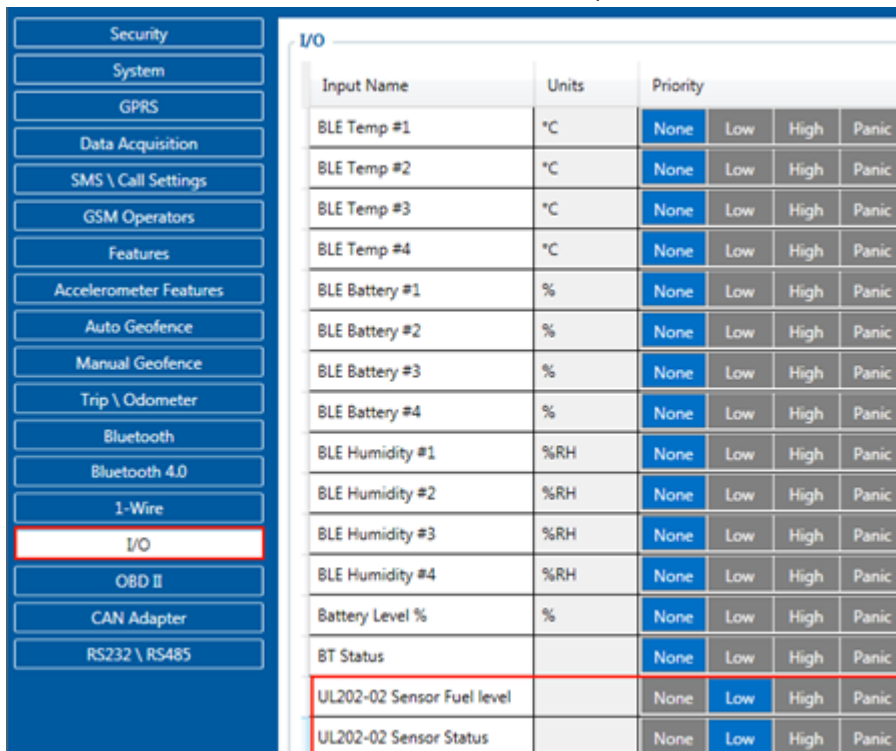 Security
System
GPRS
Data Acquisition
SMS \ Call Settings
GSM Operators
Features
Accelerometer Features
Auto Geofence
Manual Geofence
Trip \ Odometer
Bluetooth
Bluetooth 4.0
1-Wire
I/O
OBD II
CAN Adapter
RS232 \ RS485
I/O
Input Name Units Priority
BLE Temp #1 °C None Low High Panic
BLE Temp #2 °C None Low High Panic
BLE Temp #3 °C None Low High Panic
BLE Temp #4 °C None Low High Panic
BLE Battery #1 % None Low High Panic
BLE Battery #2 % None Low High Panic
BLE Battery #3 % None Low High Panic
BLE Battery #4 % None Low High Panic
BLE Humidity #1 %RH None Low High Panic
BLE Humidity #2 %RH None Low High Panic
BLE Humidity #3 %RH None Low High Panic
BLE Humidity #4 %RH None Low High Panic
Battery Level % % None Low High Panic
BT Status None Low High Panic
UL202-02 Sensor Fuel level None Low High Panic
UL202-02 Sensor Status None Low High Panic